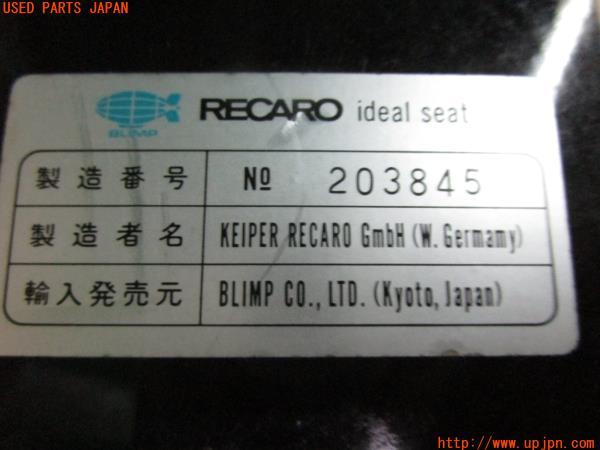 USED PARTS JAPAN
BLIMP
RECARO ideal seat
製造番号 № 203845
製造者名 KEIPER RECARO GmbH (W. Germamy)
輸入発売元 BLIMP CO., LTD. (Kyoto, Japan)
http://www.upjpn.com